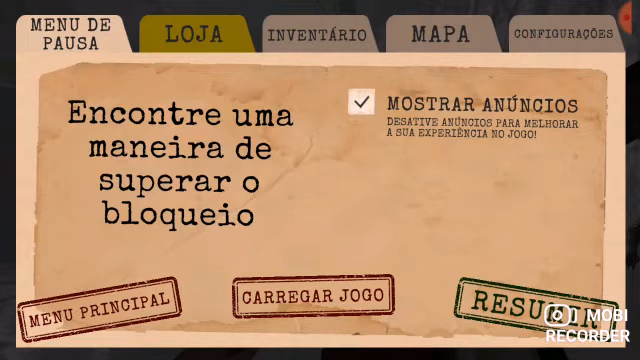 MENU DE
PAUSA
LOJA
INVENTÁRIO
MAPA
CONFIGURAÇÕES
Encontre uma
maneira de
superar o
bloqueio
MOSTRAR ANÚNCIOS
DESATIVE ANÚNCIOS PARA MELHORAR
A SUA EXPERIÊNCIA NO JOGO!
MENU PRINCIPAL
CARREGAR JOGO
MOBI
RECORDER